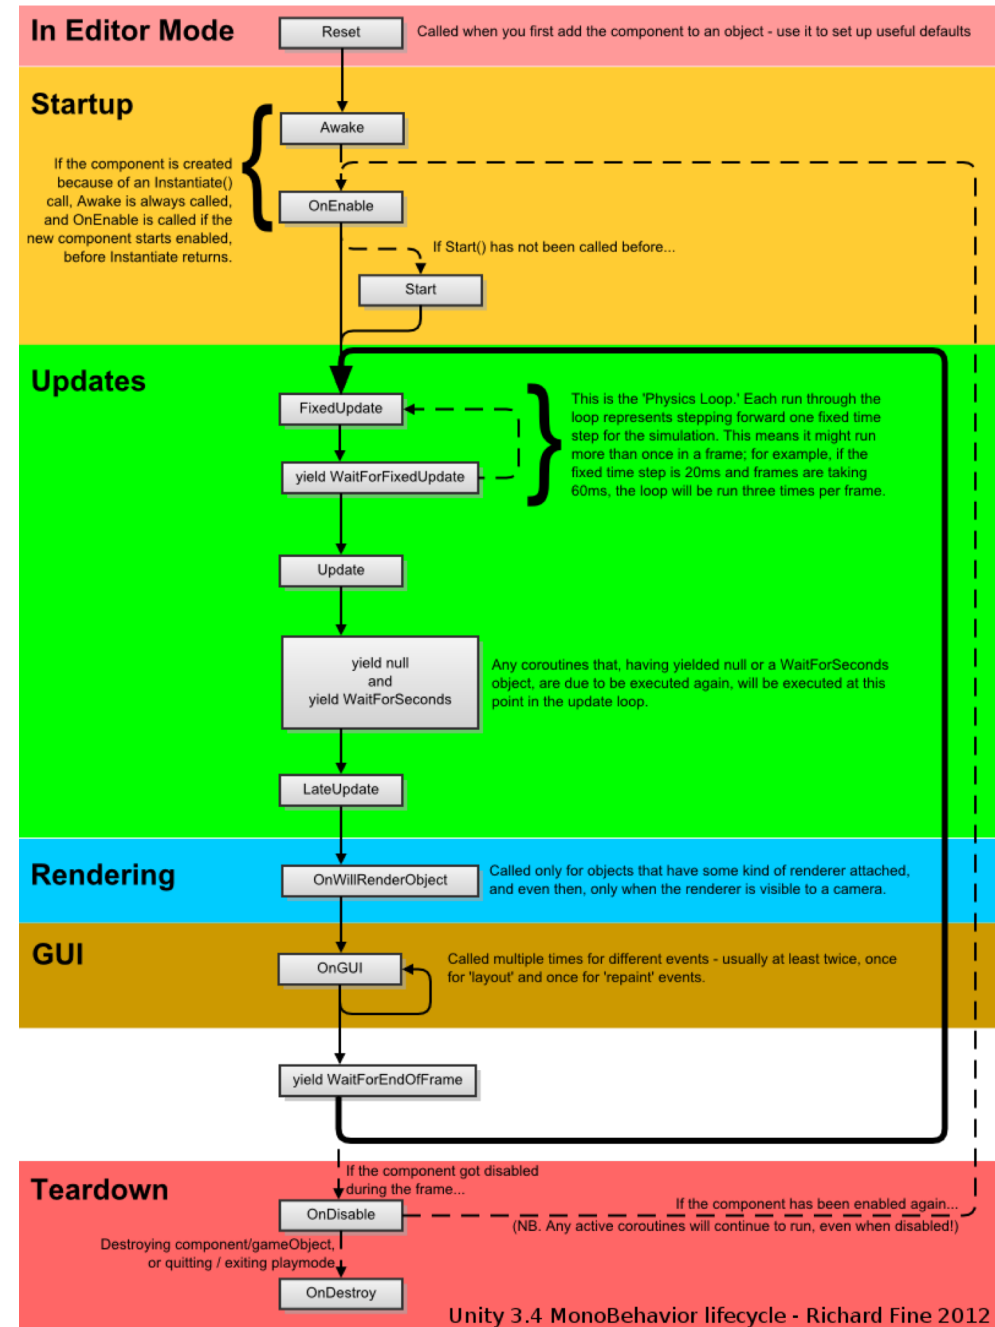 In Editor Mode
Reset
Called when you first add the component to an object - use it to set up useful defaults
Startup
Awake
If the component is created
because of an Instantiate()
call, Awake is always called,
and OnEnable is called if the
new component starts enabled,
before Instantiate returns.
OnEnable
If Start() has not been called before...
Start
Updates
FixedUpdate
This is the 'Physics Loop.' Each run through the
loop represents stepping forward one fixed time
step for the simulation. This means it might run
more than once in a frame; for example, if the
fixed time step is 20ms and frames are taking
60ms, the loop will be run three times per frame.
yield WaitForFixedUpdate
Update
yield null
and
yield WaitForSeconds
Any coroutines that, having yielded null or a WaitForSeconds
object, are due to be executed again, will be executed at this
point in the update loop.
LateUpdate
Rendering
OnWillRenderObject
Called only for objects that have some kind of renderer attached,
and even then, only when the renderer is visible to a camera.
GUI
OnGUI
Called multiple times for different events - usually at least twice, once
for 'layout' and once for 'repaint' events.
yield WaitForEndOfFrame
Teardown
If the component got disabled
during the frame...
OnDisable
If the component has been enabled again...
(NB. Any active coroutines will continue to run, even when disabled!)
Destroying component/gameObject,
or quitting / exiting playmode
OnDestroy
Unity 3.4 MonoBehavior lifecycle - Richard Fine 2012